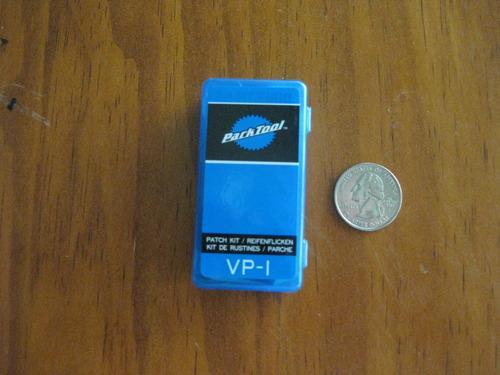 ParkTool
PATCH KIT / REIFENFLICKEN
KIT DE RUSTINES / PARCHE
VP-1